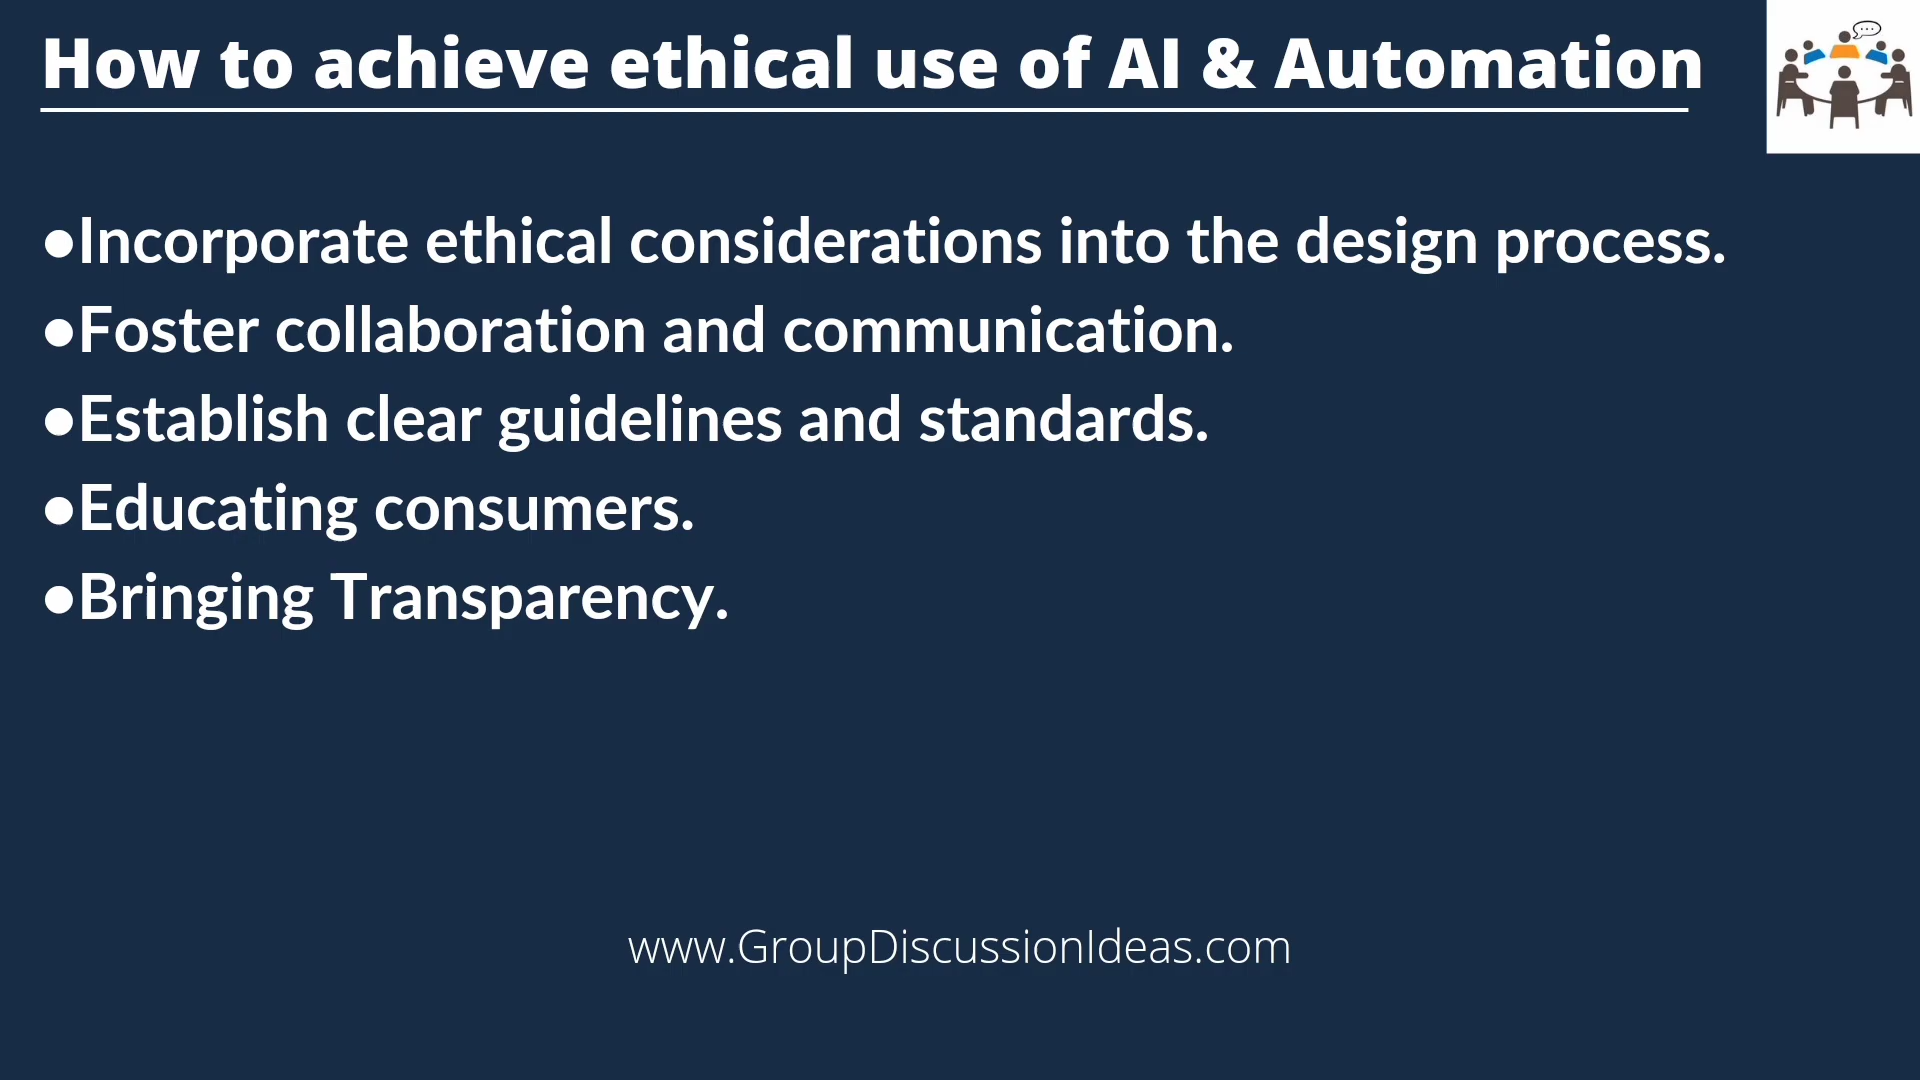 How to achieve ethical use of AI & Automation
●Incorporate ethical considerations into the design process.
●Foster collaboration and communication.
●Establish clear guidelines and standards.
●Educating consumers.
●Bringing Transparency.
www.GroupDiscussionIdeas.com